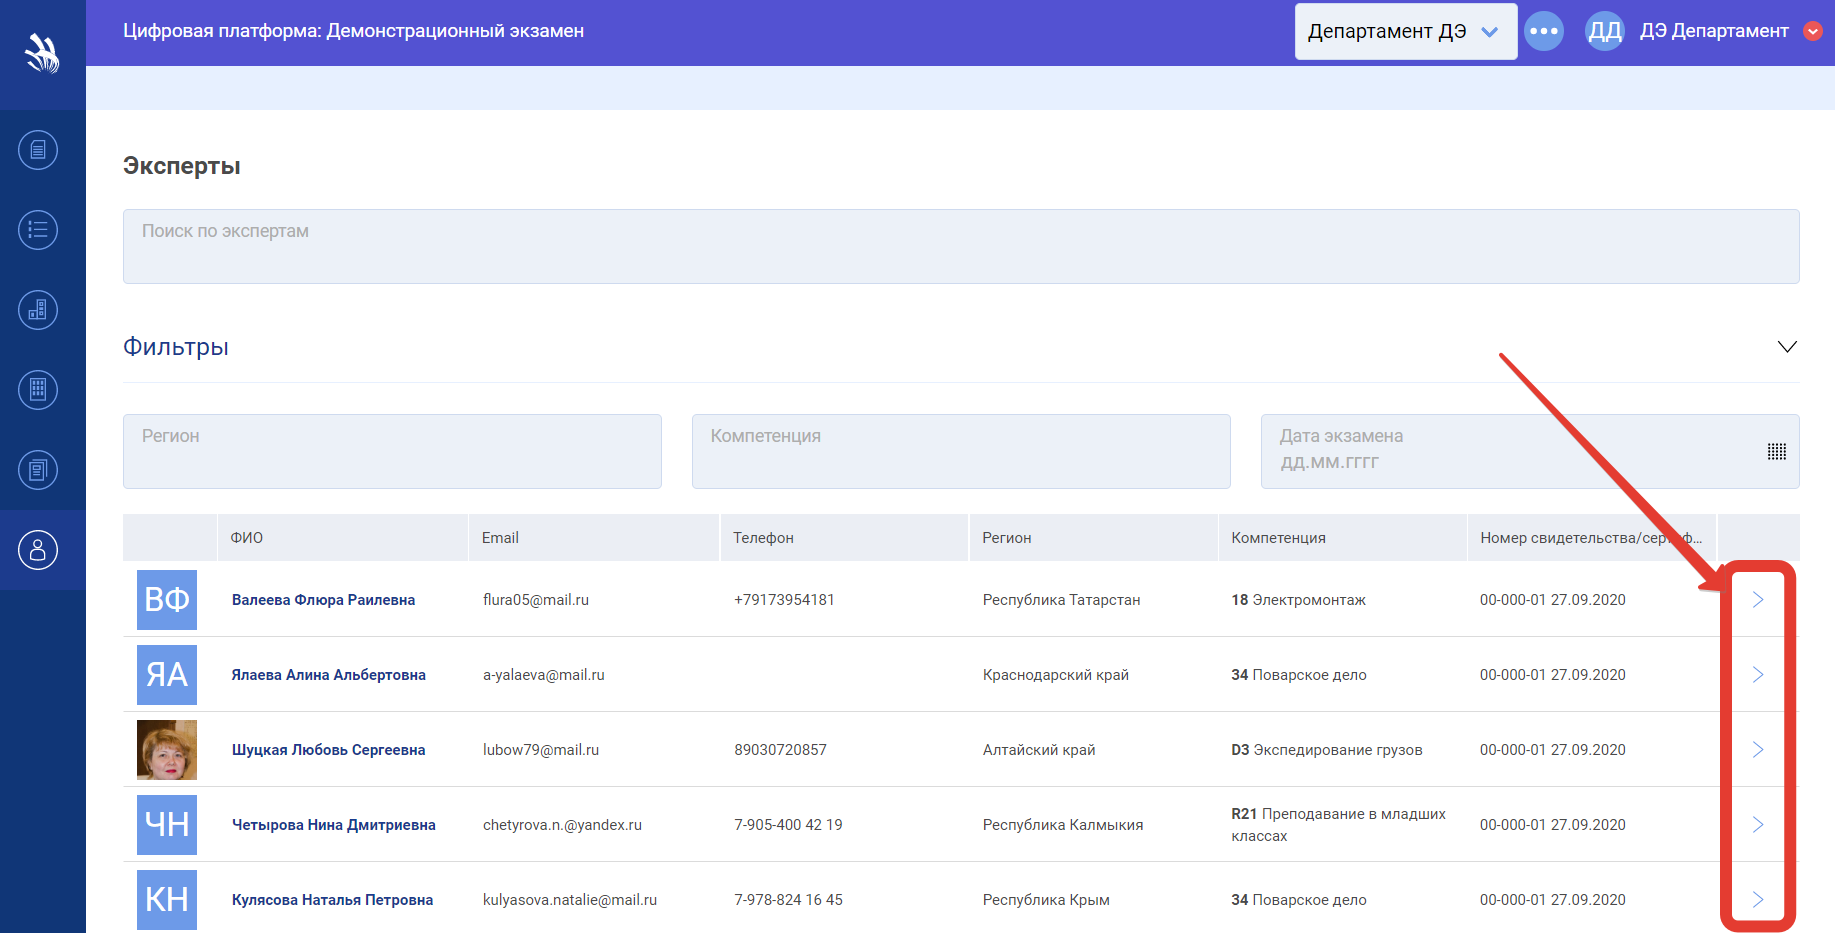 Цифровая платформа: Демонстрационный экзамен
Департамент ДЭ
ДД
ДЭ Департамент
Эксперты
Поиск по экспертам
Фильтры
Регион
Компетенция
Дата экзамена
дд.мм.гггг
ФИО Email Телефон Регион Компетенция Номер свидетельства/сертиф...
ВФ Валеева Флюра Раилевна flura05@mail.ru +79173954181 Республика Татарстан 18 Электромонтаж 00-000-01 27.09.2020
ЯА Ялаева Алина Альбертовна a-yalaeva@mail.ru Краснодарский край 34 Поварское дело 00-000-01 27.09.2020
Шуцкая Любовь Сергеевна lubow79@mail.ru 89030720857 Алтайский край D3 Экспедирование грузов 00-000-01 27.09.2020
ЧН Четырова Нина Дмитриевна chetyrova.n.@yandex.ru 7-905-400 42 19 Республика Калмыкия R21 Преподавание в младших
классах 00-000-01 27.09.2020
КН Кулясова Наталья Петровна kulyasova.natalie@mail.ru 7-978-824 16 45 Республика Крым 34 Поварское дело 00-000-01 27.09.2020